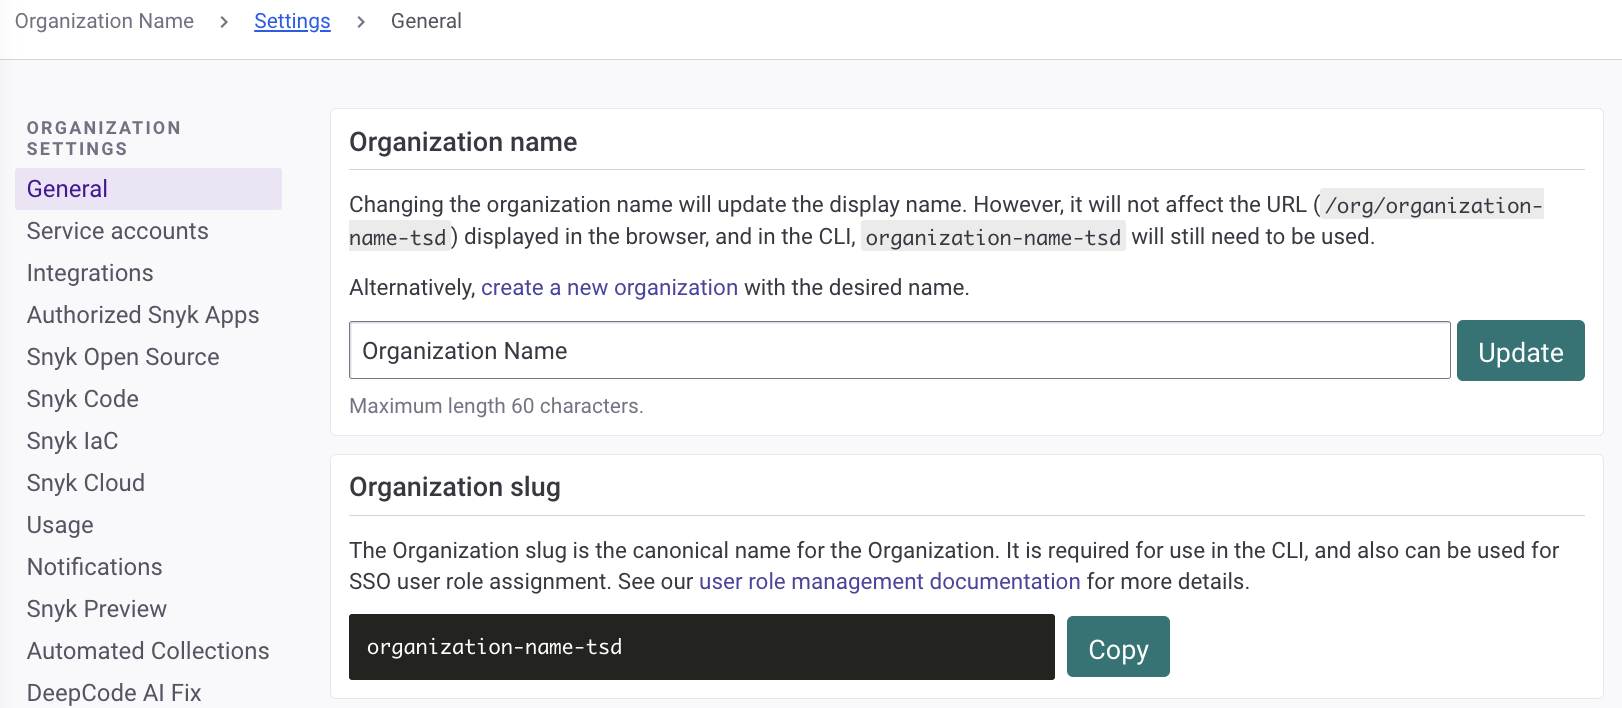 Organization Name > Settings > General
ORGANIZATION
SETTINGS
General
Service accounts
Integrations
Authorized Snyk Apps
Snyk Open Source
Snyk Code
Snyk IaC
Snyk Cloud
Usage
Notifications
Snyk Preview
Automated Collections
DeepCode AI Fix
Organization name
Changing the organization name will update the display name. However, it will not affect the URL (/org/organization-
name-tsd) displayed in the browser, and in the CLI, organization-name-tsd will still need to be used.
Alternatively, create a new organization with the desired name.
Organization Name
Update
Maximum length 60 characters.
Organization slug
The Organization slug is the canonical name for the Organization. It is required for use in the CLI, and also can be used for
SSO user role assignment. See our user role management documentation for more details.
organization-name-tsd
Copy